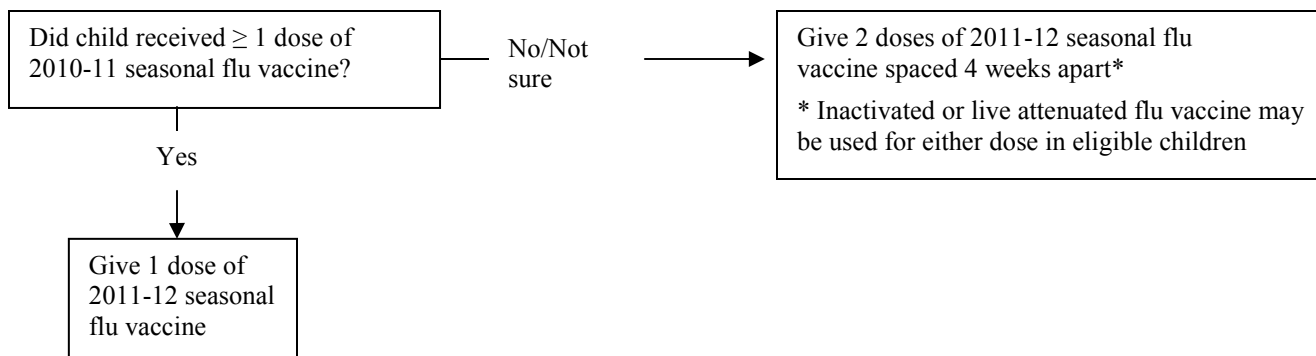 Did child received ≥ 1 dose of
2010-11 seasonal flu vaccine?
No/Not
sure
Give 2 doses of 2011-12 seasonal flu
vaccine spaced 4 weeks apart*
* Inactivated or live attenuated flu vaccine may
be used for either dose in eligible children
Yes
Give 1 dose of
2011-12 seasonal
flu vaccine